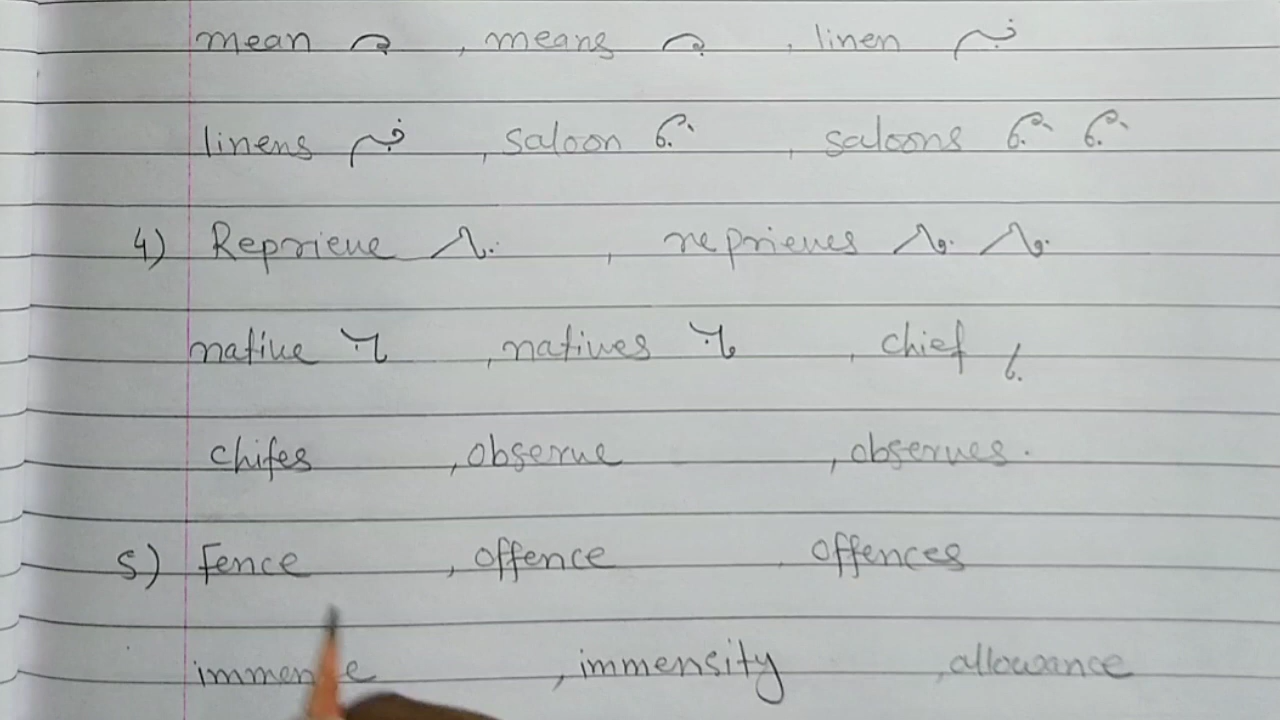 mean , means , linen
linens , saloon , saloons
4) Reprieve , reprieves
native , natives , chief
chifes , observe , observes.
5) Fence , offence offences
, immensity , allowance